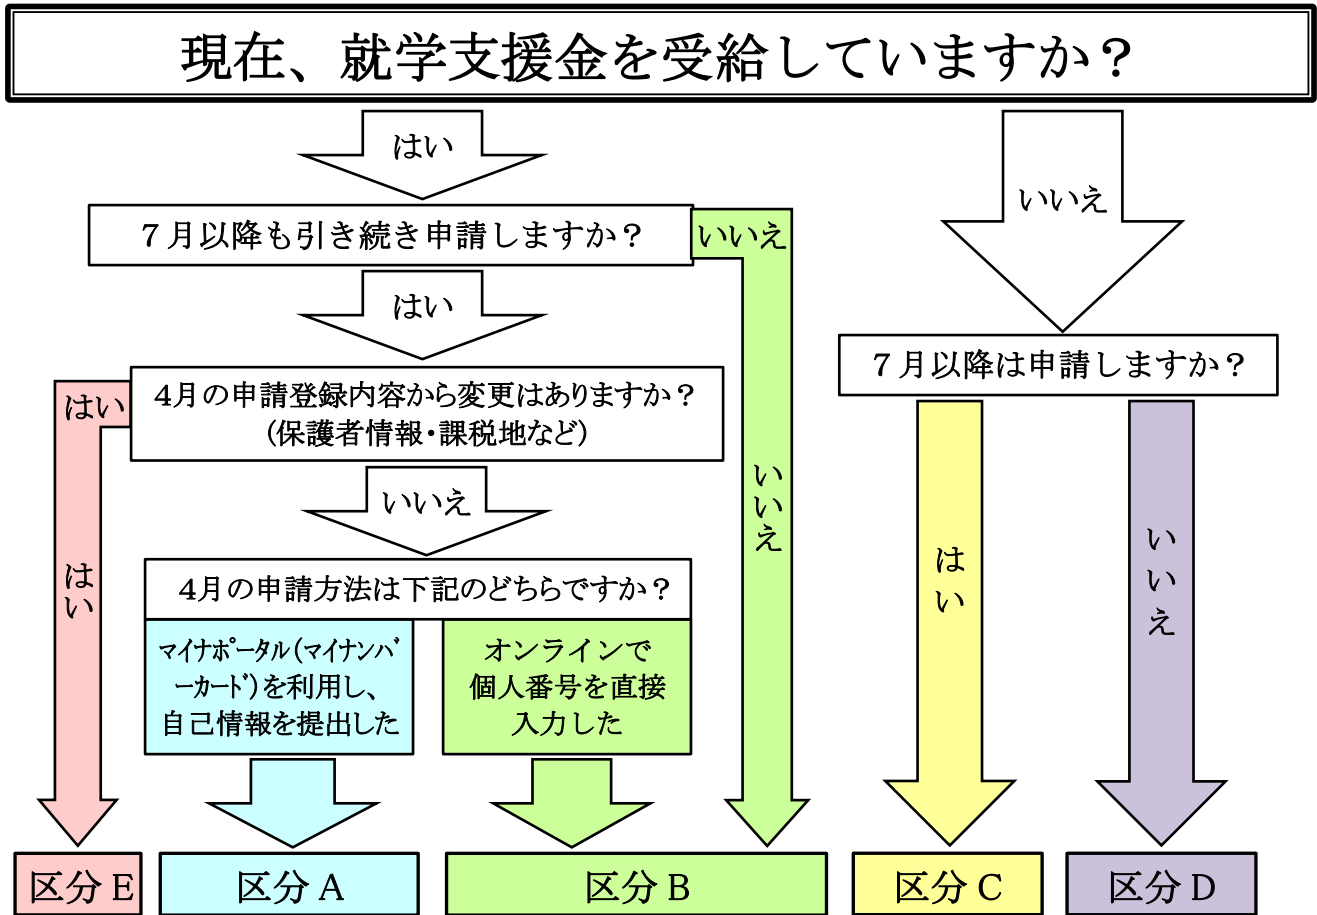 現在、就学支援金を受給していますか？
はい
いいえ
７月以降も引き続き申請しますか？
いいえ
はい
７月以降は申請しますか？
4月の申請登録内容から変更はありますか？
(保護者情報・課税地など)
はい
いいえ
いいえ
はい
はい
いいえ
4月の申請方法は下記のどちらですか？
マイナポータル(マイナンバ
ーカード)を利用し、
自己情報を提出した
オンラインで
個人番号を直接
入力した
区分 E
区分 A
区分 B
区分 C
区分 D